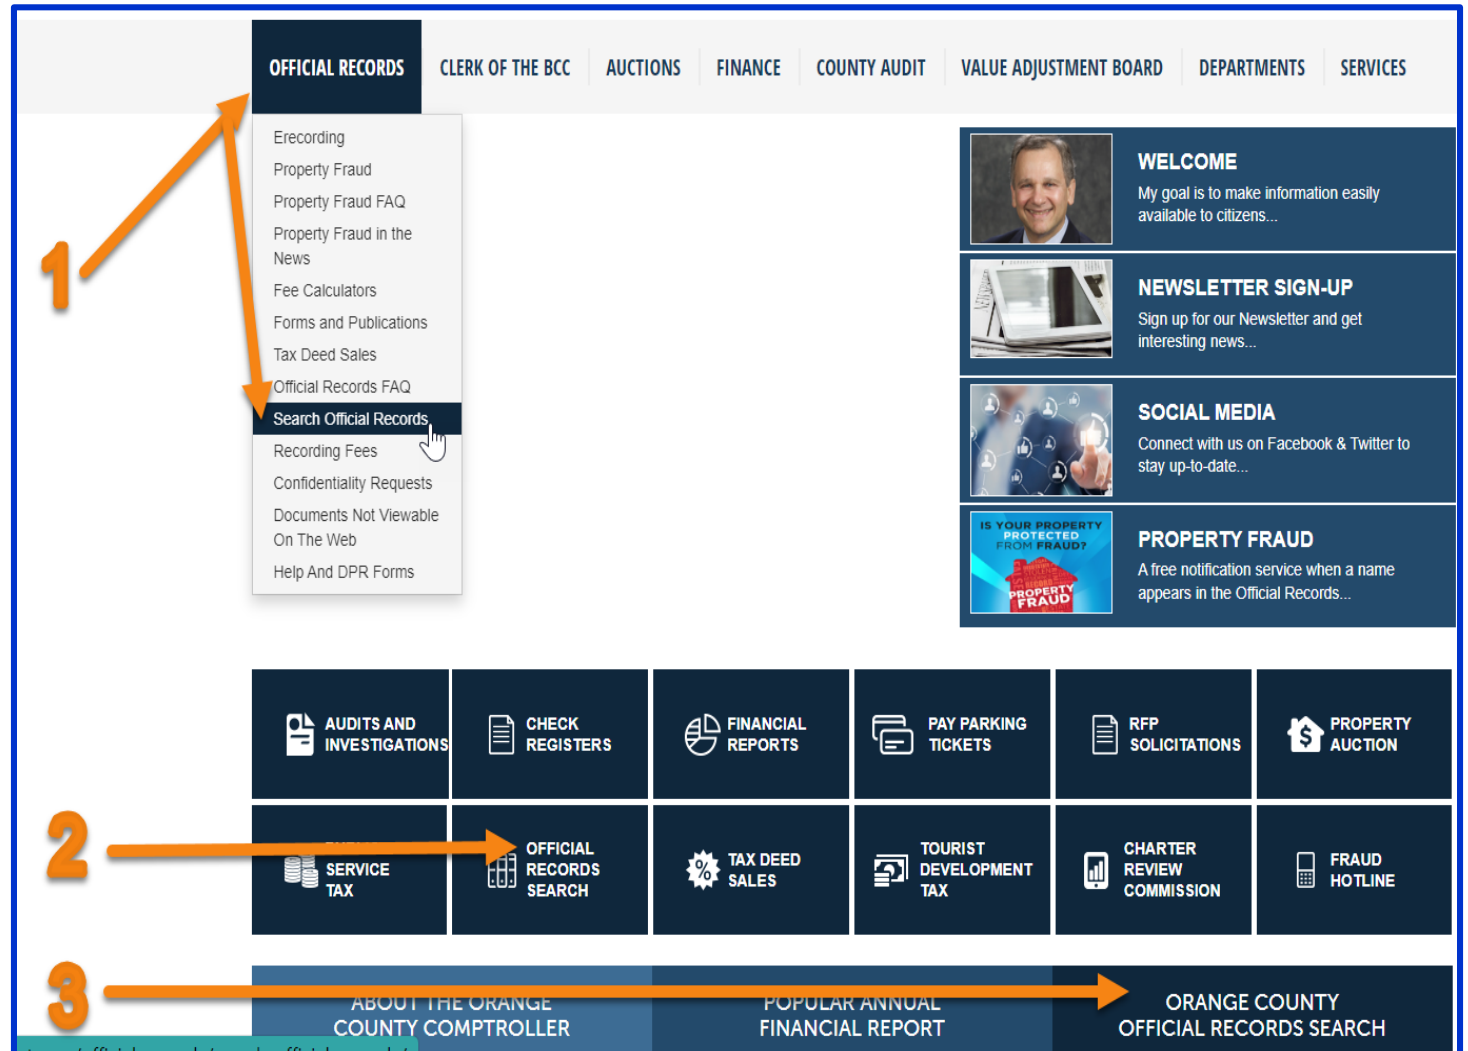 OFFICIAL RECORDS
CLERK OF THE BCC
AUCTIONS
FINANCE
COUNTY AUDIT
VALUE ADJUSTMENT BOARD
DEPARTMENTS
SERVICES
Erecording
Property Fraud
Property Fraud FAQ
Property Fraud in the
News
Fee Calculators
Forms and Publications
Tax Deed Sales
Official Records FAQ
Search Official Records
Recording Fees
Confidentiality Requests
Documents Not Viewable
On The Web
Help And DPR Forms
1
WELCOME
My goal is to make information easily
available to citizens...
NEWSLETTER SIGN-UP
Sign up for our Newsletter and get
interesting news...
SOCIAL MEDIA
Connect with us on Facebook & Twitter to
stay up-to-date...
IS YOUR PROPERTY
PROTECTED
FROM FRAUD?
PROPERTY
FRAUD
PROPERTY FRAUD
A free notification service when a name
appears in the Official Records...
AUDITS AND
INVESTIGATIONS
CHECK
REGISTERS
FINANCIAL
REPORTS
PAY PARKING
TICKETS
RFP
SOLICITATIONS
PROPERTY
AUCTION
2
SERVICE
TAX
OFFICIAL
RECORDS
SEARCH
TAX DEED
SALES
TOURIST
DEVELOPMENT
TAX
CHARTER
REVIEW
COMMISSION
FRAUD
HOTLINE
3
ABOUT THE ORANGE
COUNTY COMPTROLLER
POPULAR ANNUAL
FINANCIAL REPORT
ORANGE COUNTY
OFFICIAL RECORDS SEARCH